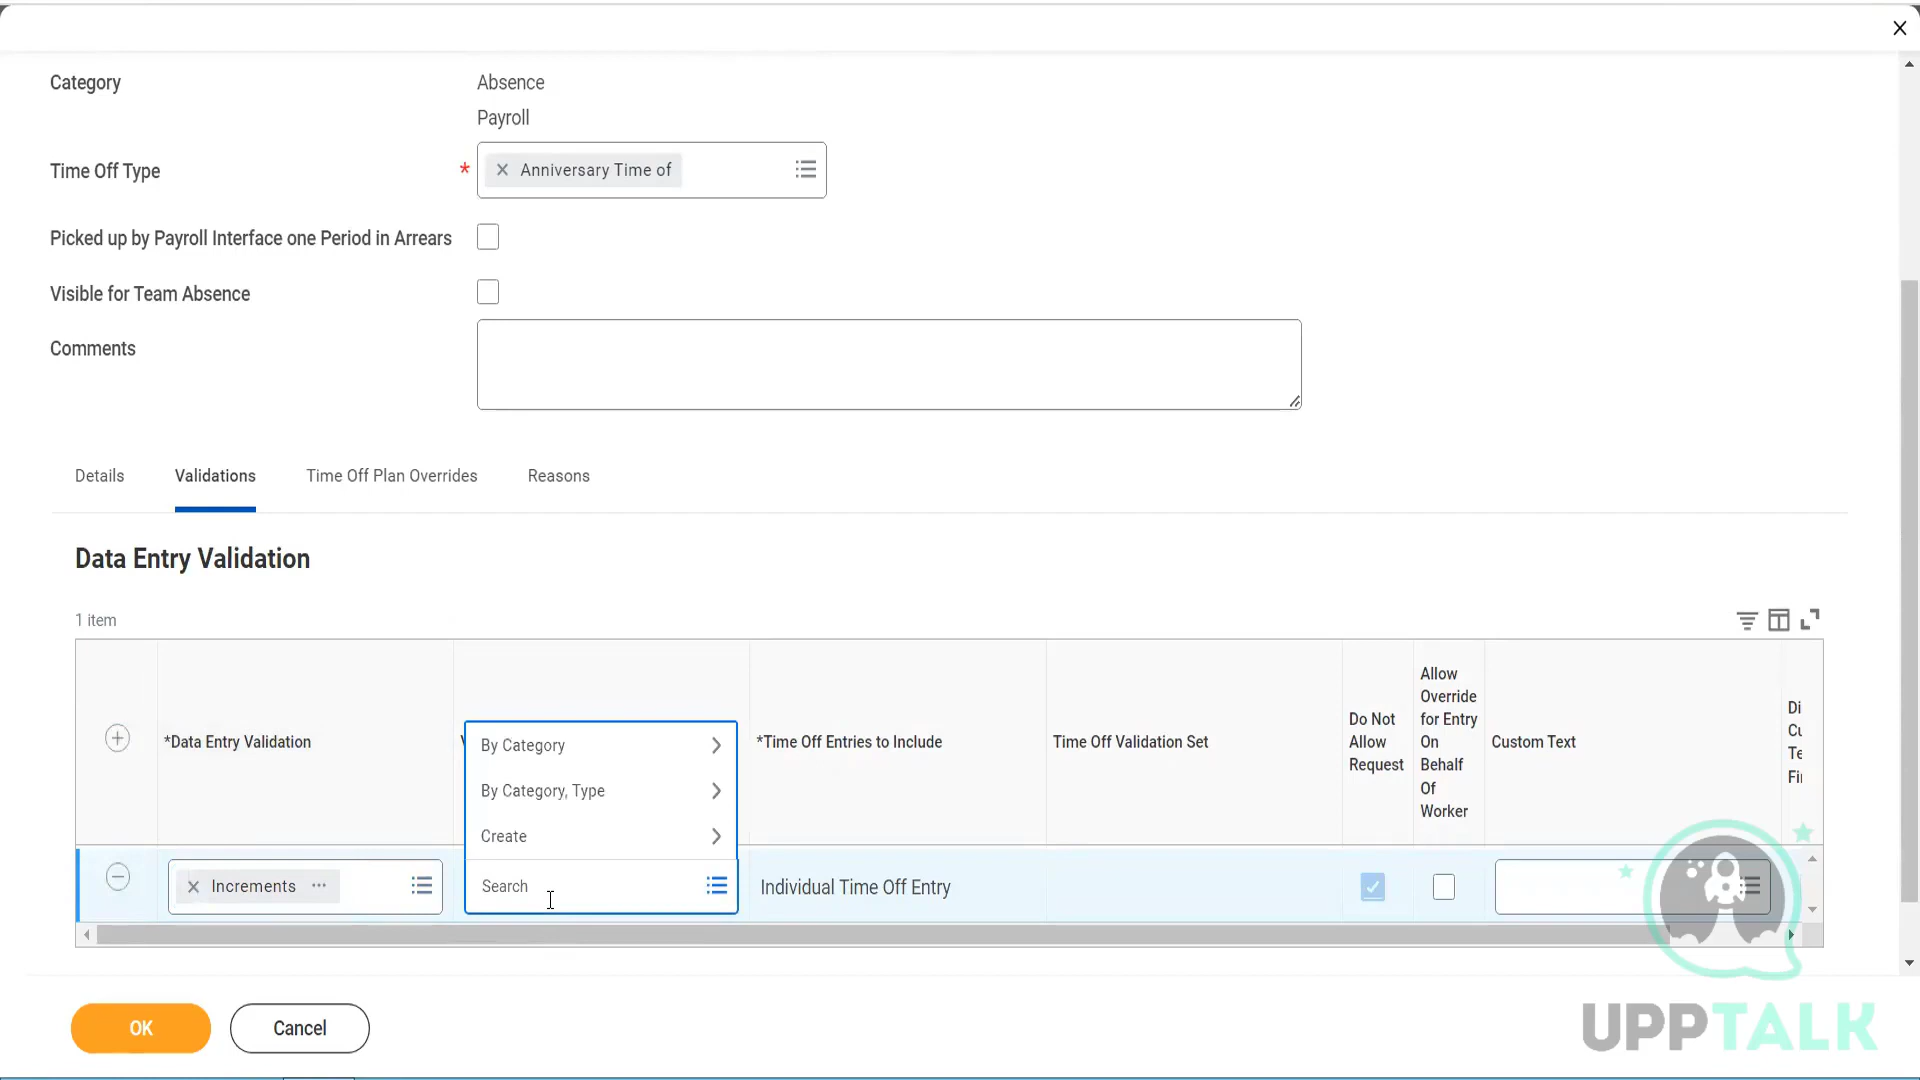 Category
Absence
Payroll
Time Off Type
*
Anniversary Time of
Picked up by Payroll Interface one Period in Arrears
Visible for Team Absence
Comments
Details
Validations
Time Off Plan Overrides
Reasons
Data Entry Validation
1 item
*Data Entry Validation
*Time Off Entries to Include
Time Off Validation Set
Do Not
Allow
Request
Allow
Override
for Entry
On
Behalf
Of
Worker
Custom Text
Di
Te
Fi
By Category
By Category, Type
Create
Search
Increments
Individual Time Off Entry
OK
Cancel
UPPTALK